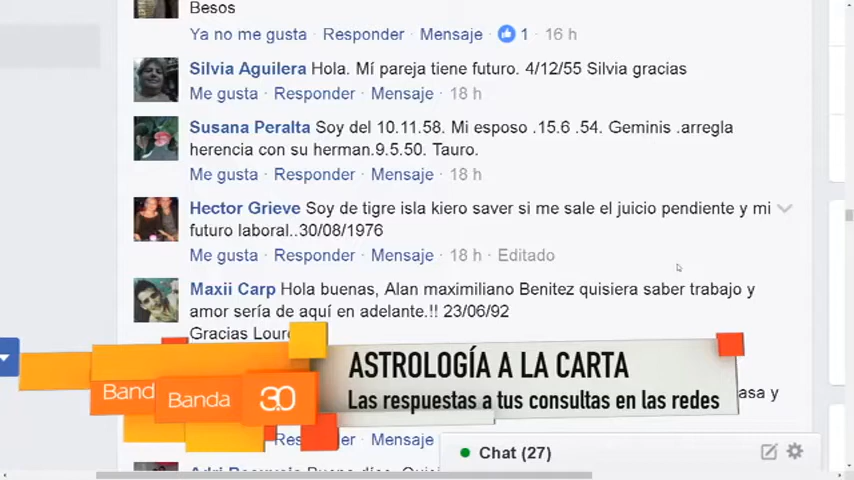 Besos
Ya no me gusta · Responder · Mensaje · 1 · 16 h
Silvia Aguilera Hola. Mí pareja tiene futuro. 4/12/55 Silvia gracias
Me gusta · Responder · Mensaje · 18 h
Susana Peralta Soy del 10.11.58. Mi esposo .15.6 .54. Geminis .arregla
herencia con su herman.9.5.50. Tauro.
Me gusta · Responder · Mensaje · 18 h
Hector Grieve Soy de tigre isla kiero saver si me sale el juicio pendiente y mi
futuro laboral..30/08/1976
Me gusta · Responder · Mensaje · 18 h · Editado
Maxii Carp Hola buenas, Alan maximiliano Benitez quisiera saber trabajo y
amor sería de aquí en adelante.!! 23/06/92
Gracias
ASTROLOGÍA A LA CARTA
Banda
Banda 3.0
Las respuestas a tus consultas en las redes
asa y
Mensaje
Chat (27)